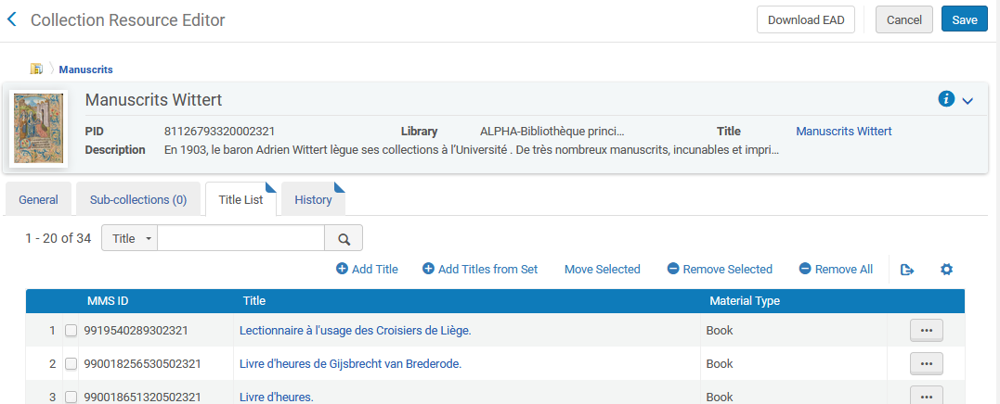 Collection Resource Editor
Download EAD
Cancel
Save
Manuscrits
Manuscrits Wittert
PID 81126793320002321 Library ALPHA-Bibliothèque princi... Title Manuscrits Wittert
Description En 1903, le baron Adrien Wittert lègue ses collections à l'Université . De très nombreux manuscrits, incunables et impri...
General Sub-collections (0) Title List History
1 - 20 of 34 Title
Add Title Add Titles from Set Move Selected Remove Selected Remove All
MMS ID Title Material Type
1 9919540289302321 Lectionnaire à l'usage des Croisiers de Liège. Book
2 990018256530502321 Livre d'heures de Gijsbrecht van Brederode. Book
3 990018651320502321 Livre d'heures. Book